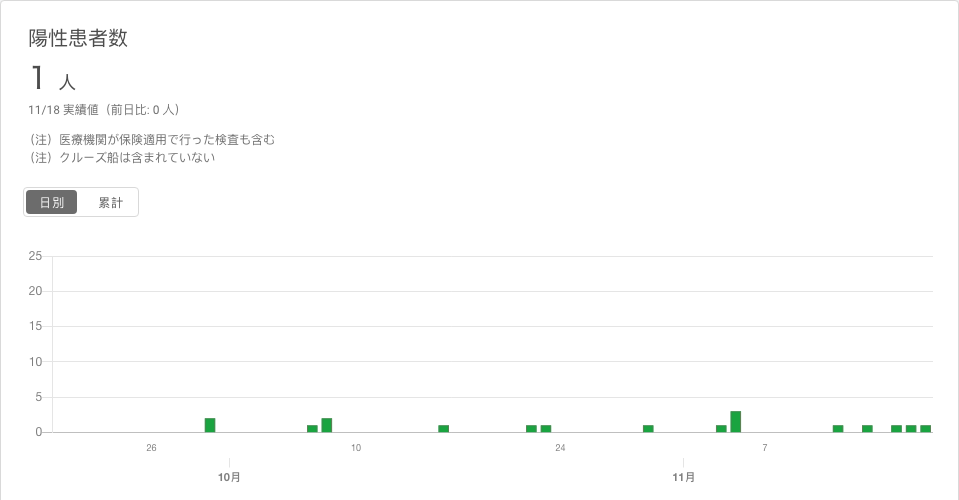 陽性患者数
1 人
11/18 実績値（前日比: 0 人）
（注）医療機関が保険適用で行った検査も含む
（注）クルーズ船は含まれていない
日別 累計
25
20
15
10
5
0
26 10 24 7
10月 11月